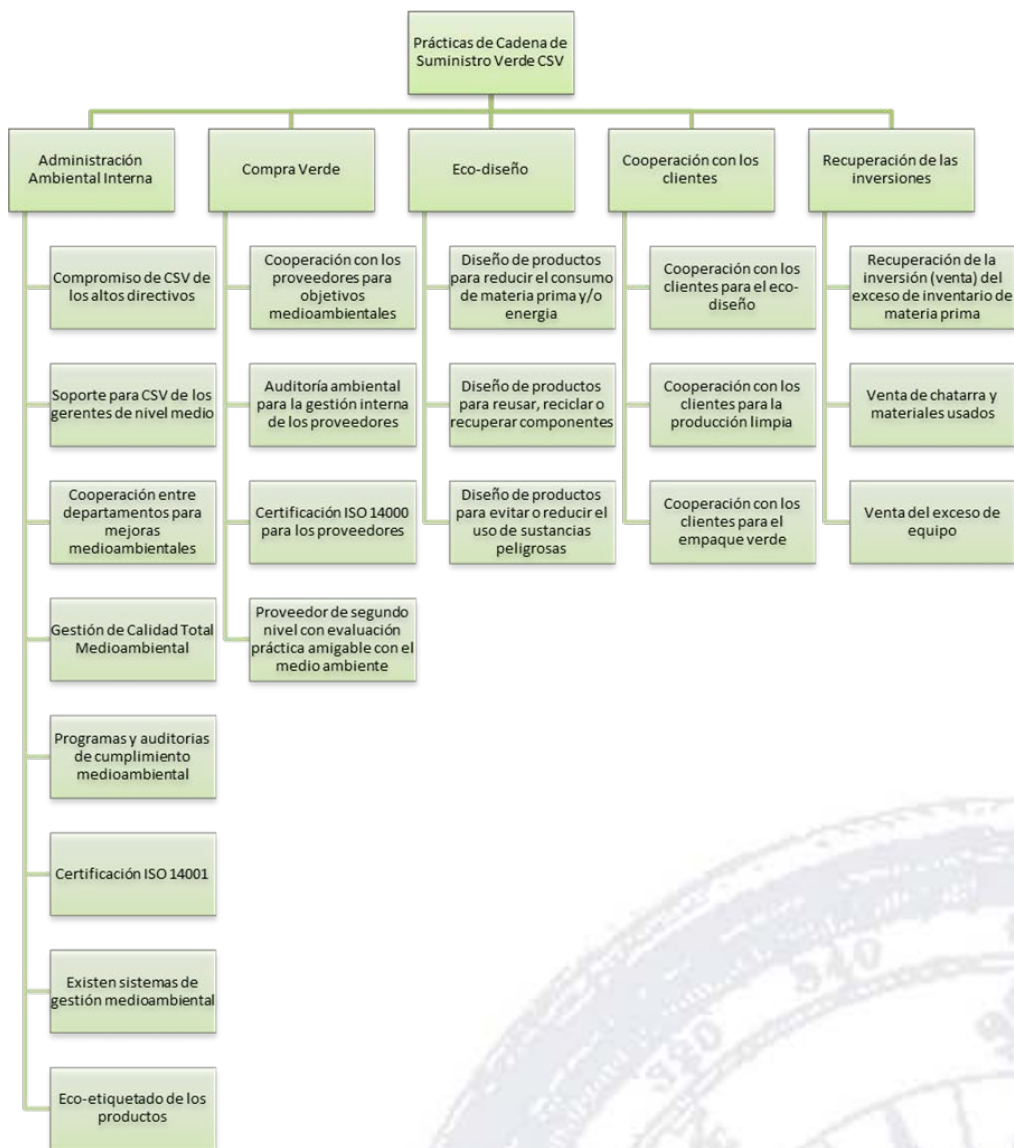 Prácticas de Cadena de
Suministro Verde CSV
Administración
Ambiental Interna
Compra Verde
Eco-diseño
Cooperación con los
clientes
Recuperación de las
inversiones
Compromiso de CSV de
los altos directivos
Soporte para CSV de los
gerentes de nivel medio
Cooperación entre
departamentos para
mejoras
medioambientales
Gestión de Calidad Total
Medioambiental
Programas y auditorias
de cumplimiento
medioambiental
Certificación ISO 14001
Existen sistemas de
gestión medioambiental
Eco-etiquetado de los
productos
Cooperación con los
proveedores para
objetivos
medioambientales
Auditoría ambiental
para la gestión interna
de los proveedores
Certificación ISO 14000
para los proveedores
Proveedor de segundo
nivel con evaluación
práctica amigable con el
medio ambiente
Diseño de productos
para reducir el consumo
de materia prima y/o
energia
Diseño de productos
para reusar, reciclar o
recuperar componentes
Diseño de productos
para evitar o reducir el
uso de sustancias
peligrosas
Cooperación con los
clientes para el eco-
diseño
Cooperación con los
clientes para la
producción limpia
Cooperación con los
clientes para el
empaque verde
Recuperación de la
inversión (venta) del
exceso de inventario de
materia prima
Venta de chatarra y
materiales usados
Venta del exceso de
equipo
340
320